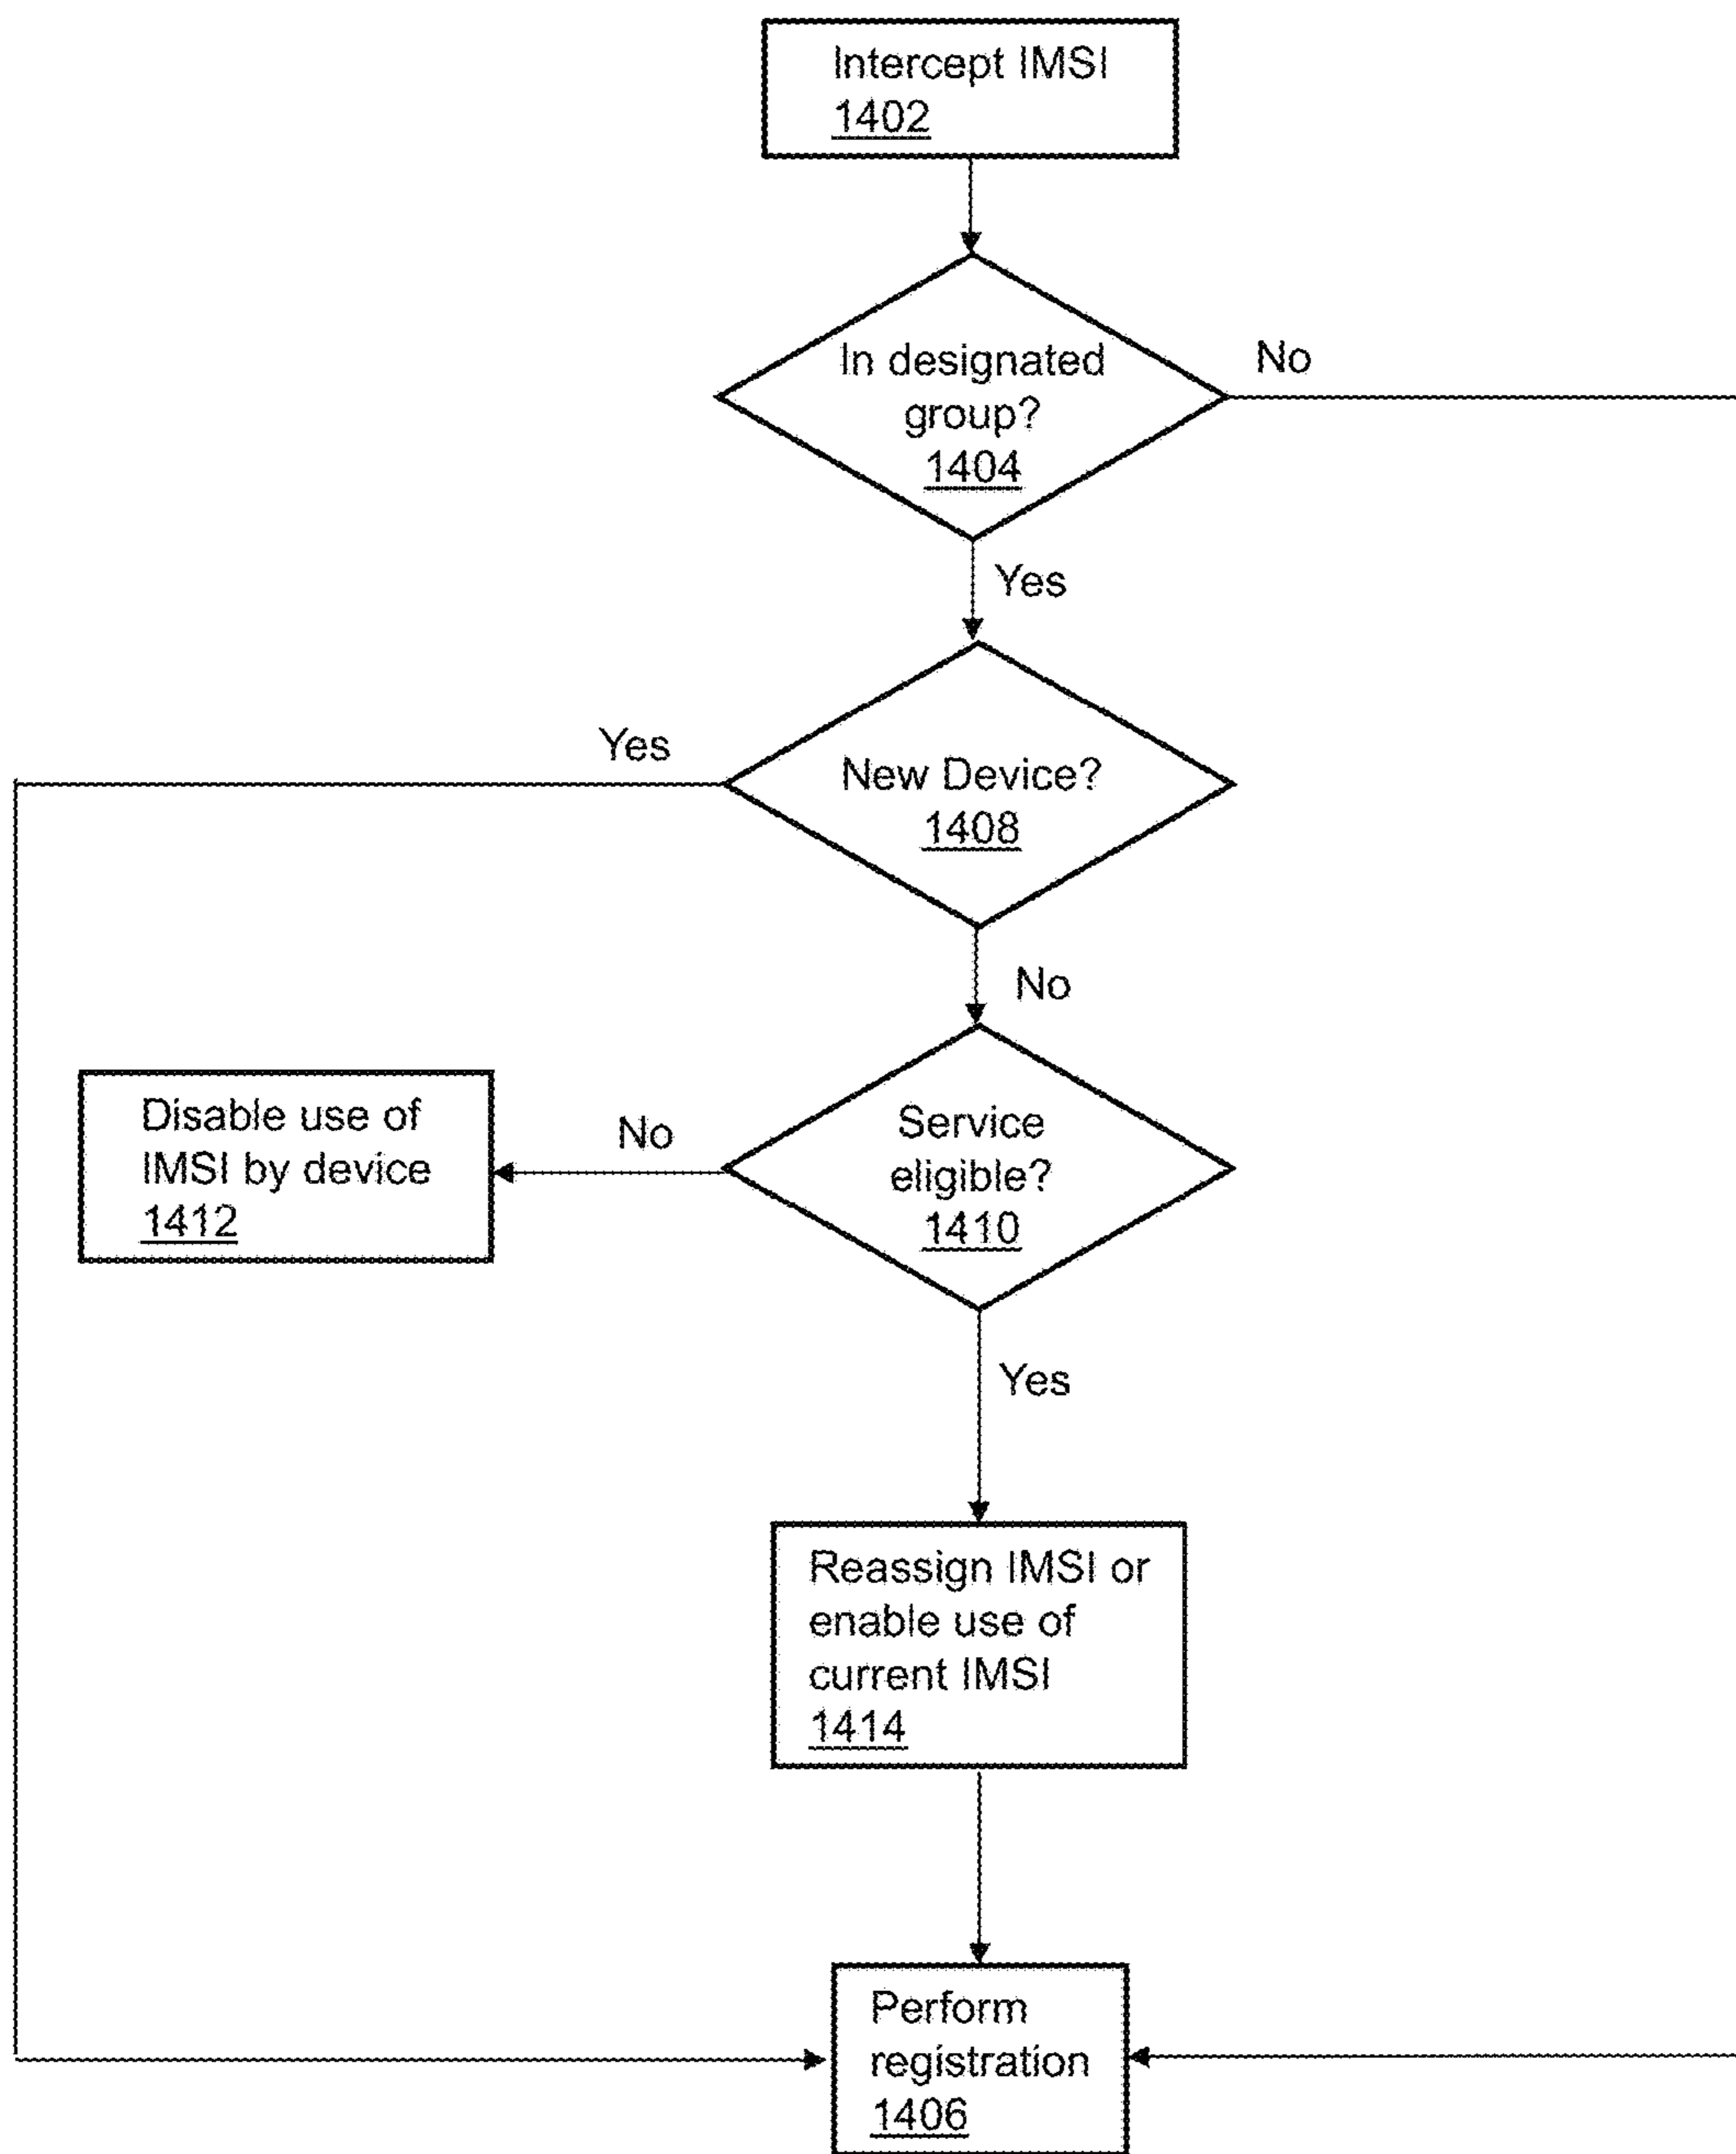 Intercept IMSI
1402
In designated
group?
1404
No
Yes
Yes
New Device?
1408
No
Disable use of
IMSI by device
1412
No
Service
eligible?
1410
Yes
Reassign IMSI or
enable use of
current IMSI
1414
Perform
registration
1406